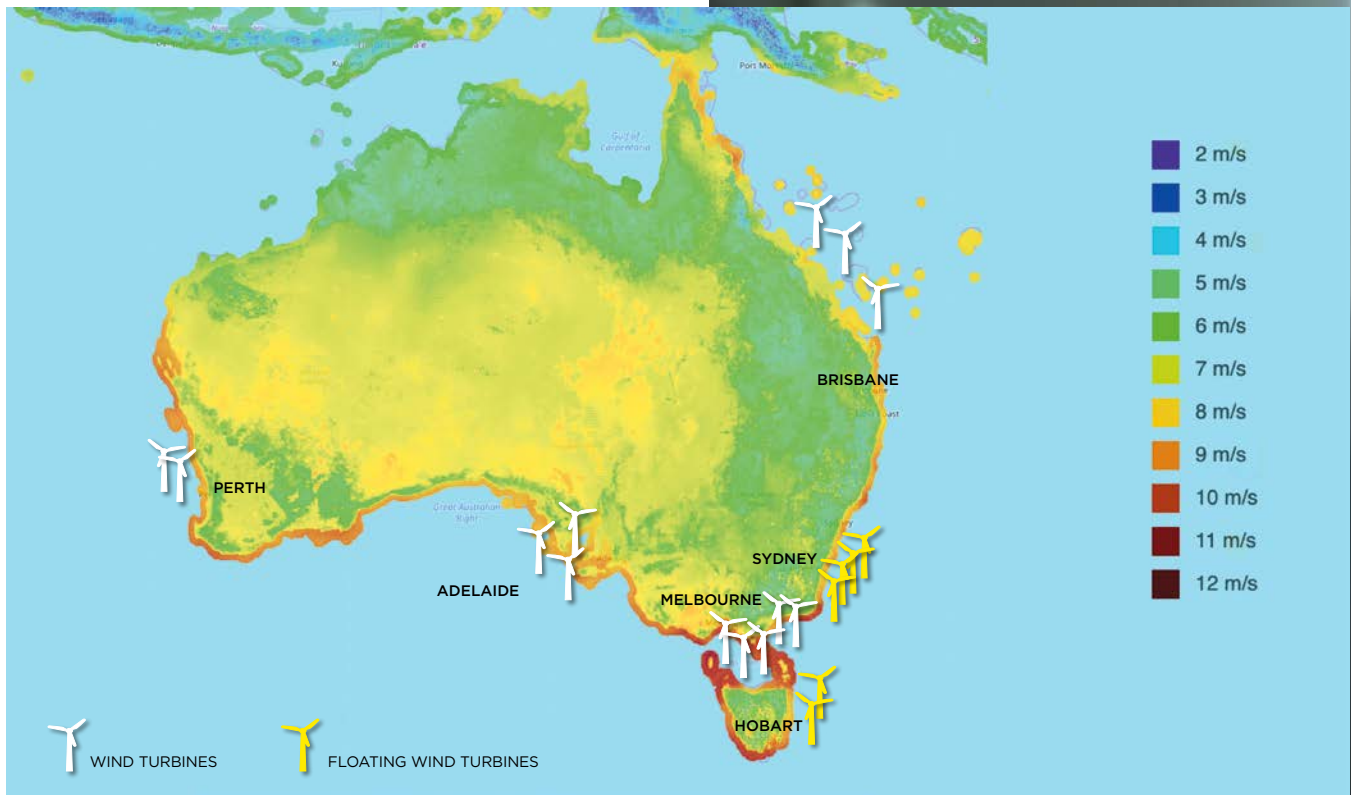 Gulf of
Carpentaria
2 m/s
3 m/s
4 m/s
5 m/s
6 m/s
7 m/s
8 m/s
9 m/s
10 m/s
11 m/s
12 m/s
BRISBANE
PERTH
Great Australian
Bight
SYDNEY
ADELAIDE
MELBOURNE
HOBART
WIND TURBINES
FLOATING WIND TURBINES